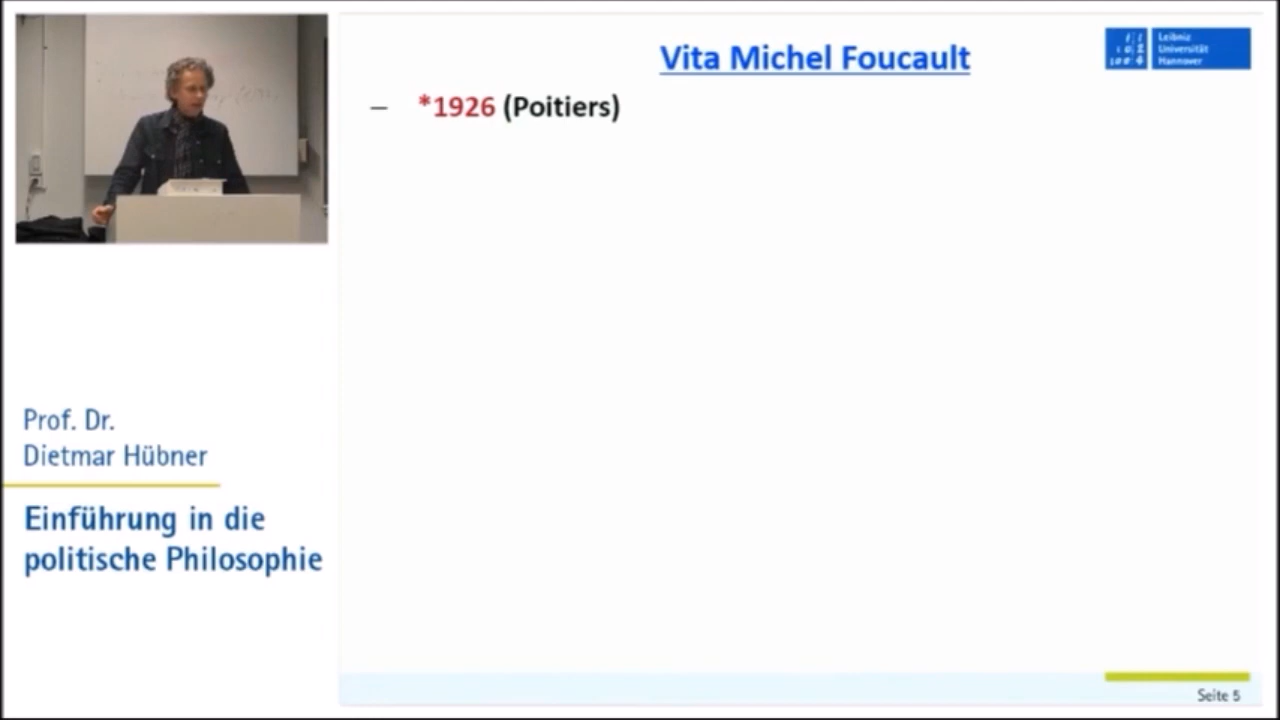 Vita Michel Foucault
Leibniz
Universität
Hannover
– *1926 (Poitiers)
Prof. Dr.
Dietmar Hübner
Einführung in die
politische Philosophie
Seite 5